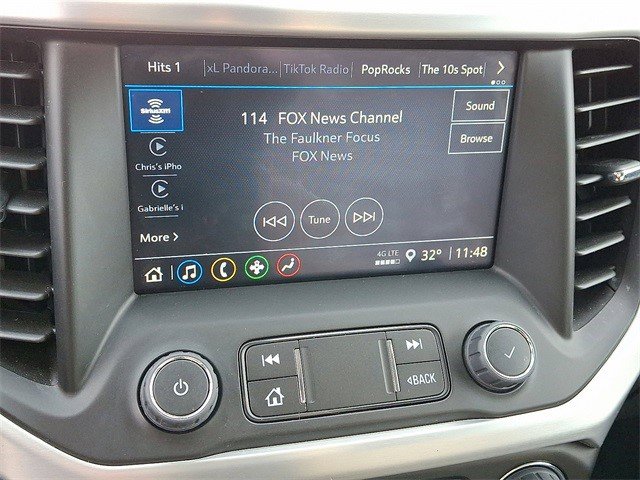 Hits 1 xL Pandora... TikTok Radio PopRocks The 10s Spot
SiriusXM
114 FOX News Channel
The Faulkner Focus
FOX News
Sound
Browse
Chris's iPho
Gabrielle's i
Tune
More
4G LTE 32° 11:48
BACK